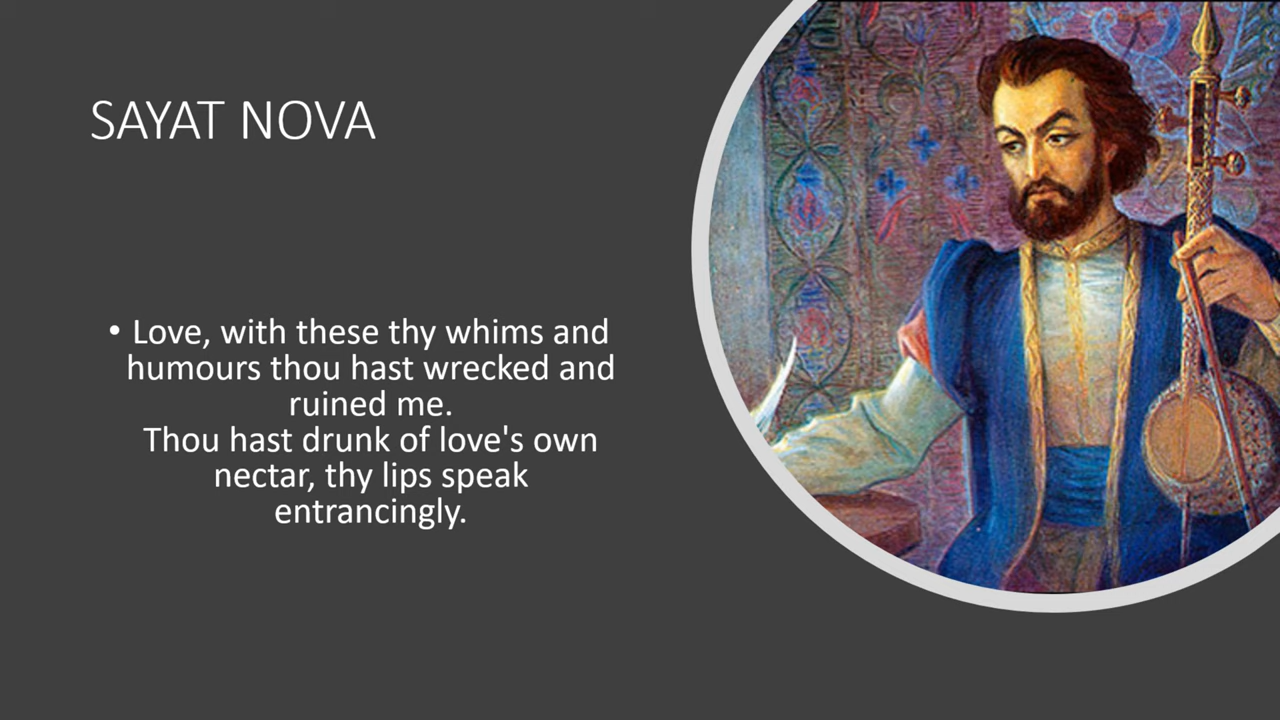 SAYAT NOVA
• Love, with these thy whims and
humours thou hast wrecked and
ruined me.
Thou hast drunk of love's own
nectar, thy lips speak
entrancingly.